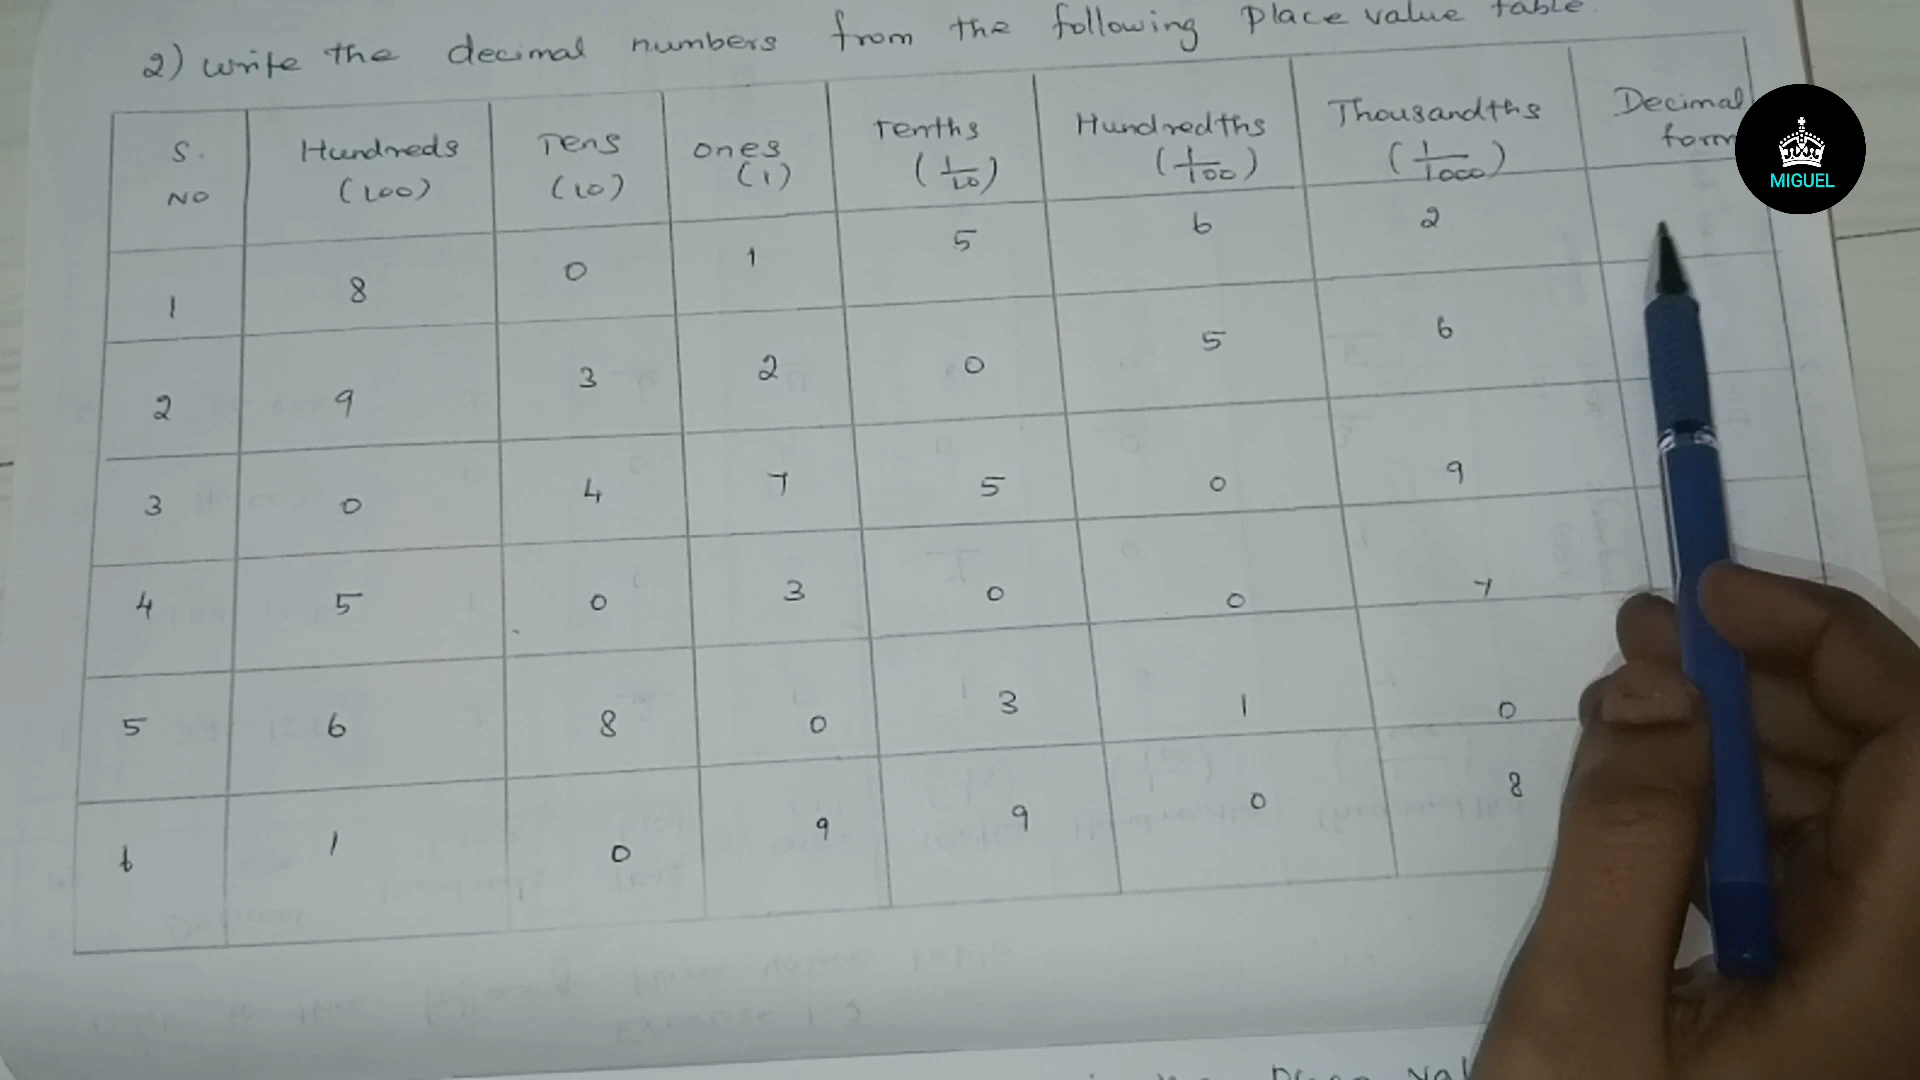 2) write the decimal numbers from the following place value table
S. NO Hundreds (100) Tens (10) ones (1) Tenths (1/10) Hundredths (1/100) Thousandths (1/1000) Decimal form
1 8 0 1 5 6 2
2 9 3 2 0 5 6
3 0 4 7 5 0 9
4 5 0 3 0 0 7
5 6 8 0 3 1 0
6 1 0 9 9 0 8
MIGUEL